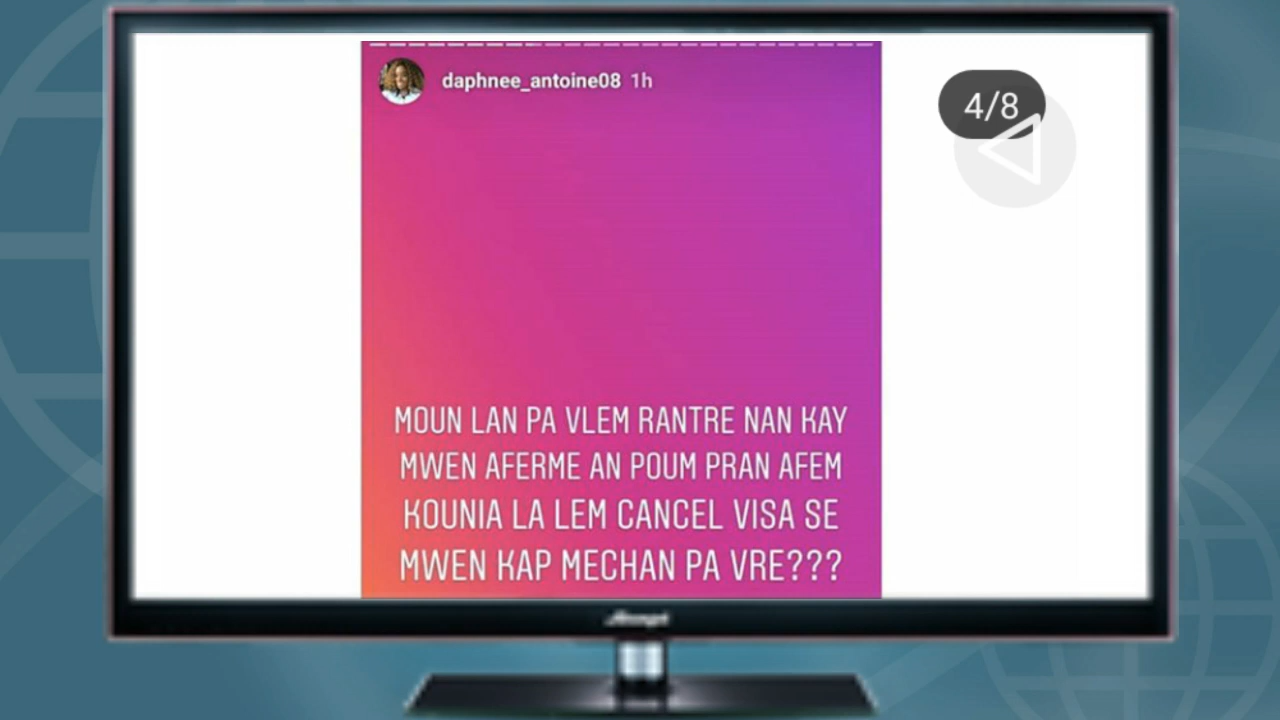 daphnee_antoine08 1h
4/8
MOUN LAN PA VLEM RANTRE NAN KAY
MWEN AFERME AN POUM PRAN AFEM
KOUNIA LA LEM CANCEL VISA SE
MWEN KAP MECHAN PA VRE???